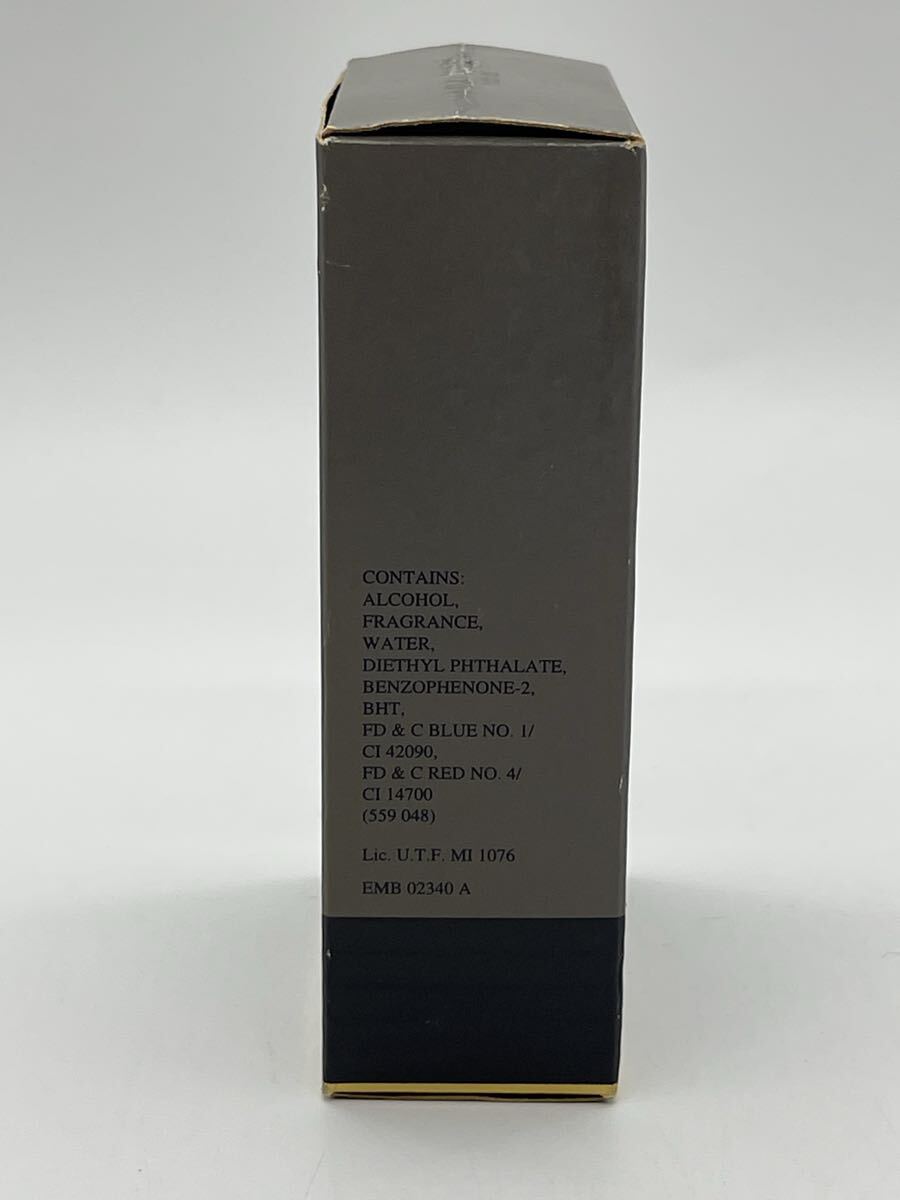 CONTAINS:
ALCOHOL,
FRAGRANCE,
WATER,
DIETHYL PHTHALATE,
BENZOPHENONE-2,
BHT,
FD & C BLUE NO. 1/
CI 42090,
FD & C RED NO. 4/
CI 14700
(559 048)
Lic. U.T.F. MI 1076
EMB 02340 A